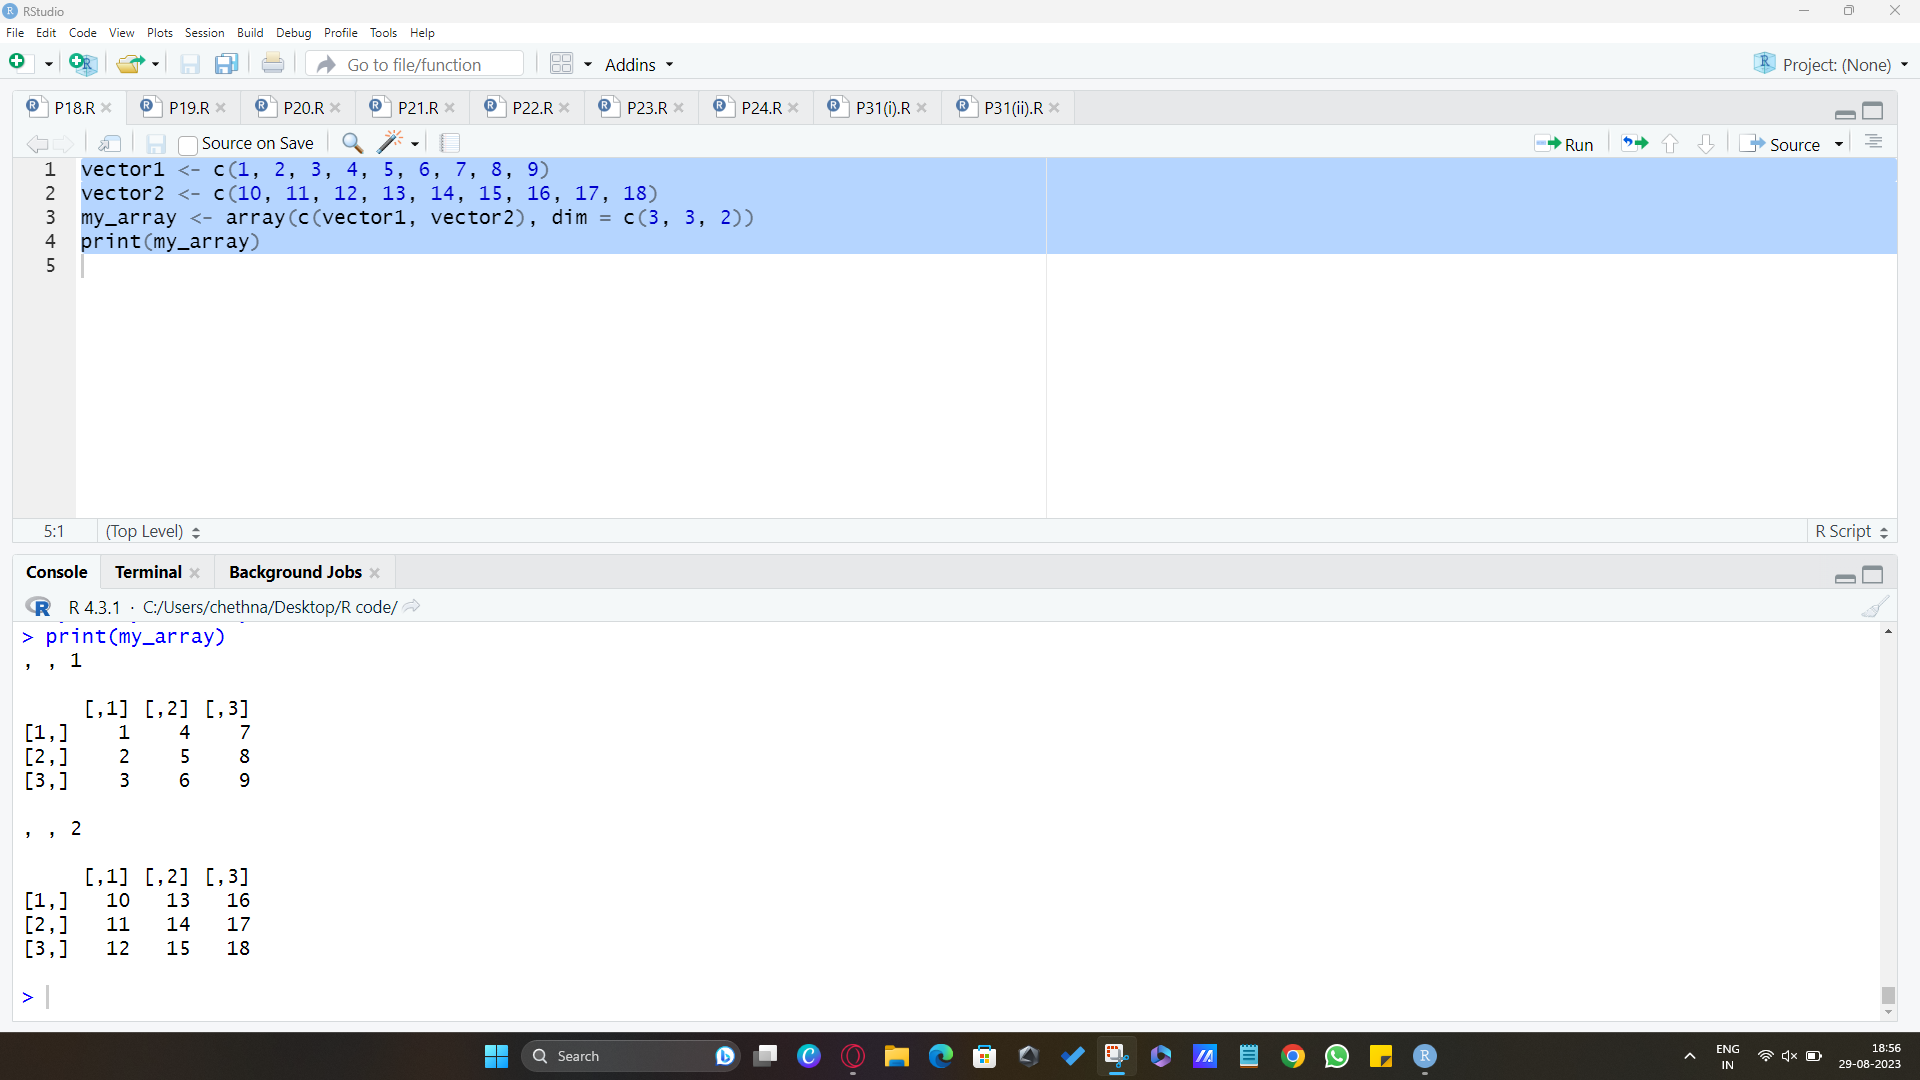 RStudio
File Edit Code View Plots Session Build Debug Profile Tools Help
Go to file/function Addins Project: (None)
P18.R P19.R P20.R P21.R P22.R P23.R P24.R P31(i).R P31(ii).R
Source on Save Run Source
1 vector1 <- c(1, 2, 3, 4, 5, 6, 7, 8, 9)
2 vector2 <- c(10, 11, 12, 13, 14, 15, 16, 17, 18)
3 my_array <- array(c(vector1, vector2), dim = c(3, 3, 2))
4 print(my_array)
5
5:1 (Top Level) R Script
Console Terminal Background Jobs
R 4.3.1 · C:/Users/chethna/Desktop/R code/
> print(my_array)
, , 1
[,1] [,2] [,3]
[1,] 1 4 7
[2,] 2 5 8
[3,] 3 6 9
, , 2
[,1] [,2] [,3]
[1,] 10 13 16
[2,] 11 14 17
[3,] 12 15 18
>
Search ENG 18:56
IN 29-08-2023